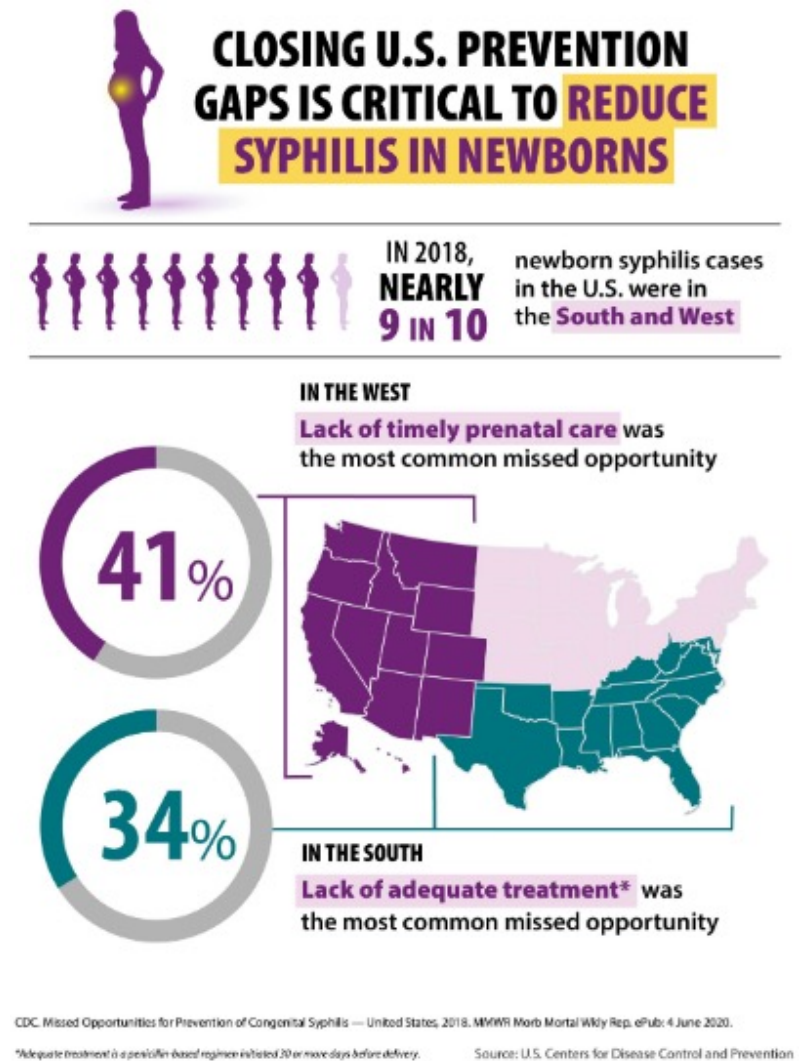 CLOSING U.S. PREVENTION
GAPS IS CRITICAL TO REDUCE
SYPHILIS IN NEWBORNS
IN 2018,
NEARLY
9 IN 10
newborn syphilis cases
in the U.S. were in
the South and West
IN THE WEST
Lack of timely prenatal care was
the most common missed opportunity
41%
34%
IN THE SOUTH
Lack of adequate treatment* was
the most common missed opportunity
CDC. Missed Opportunities for Prevention of Congenital Syphilis — United States, 2018. MMWR Morb Mortal Wkly Rep. ePub: 4 June 2020.
*Adequate treatment is a penicillin-based regimen initiated 30 or more days before delivery.
Source: U.S. Centers for Disease Control and Prevention